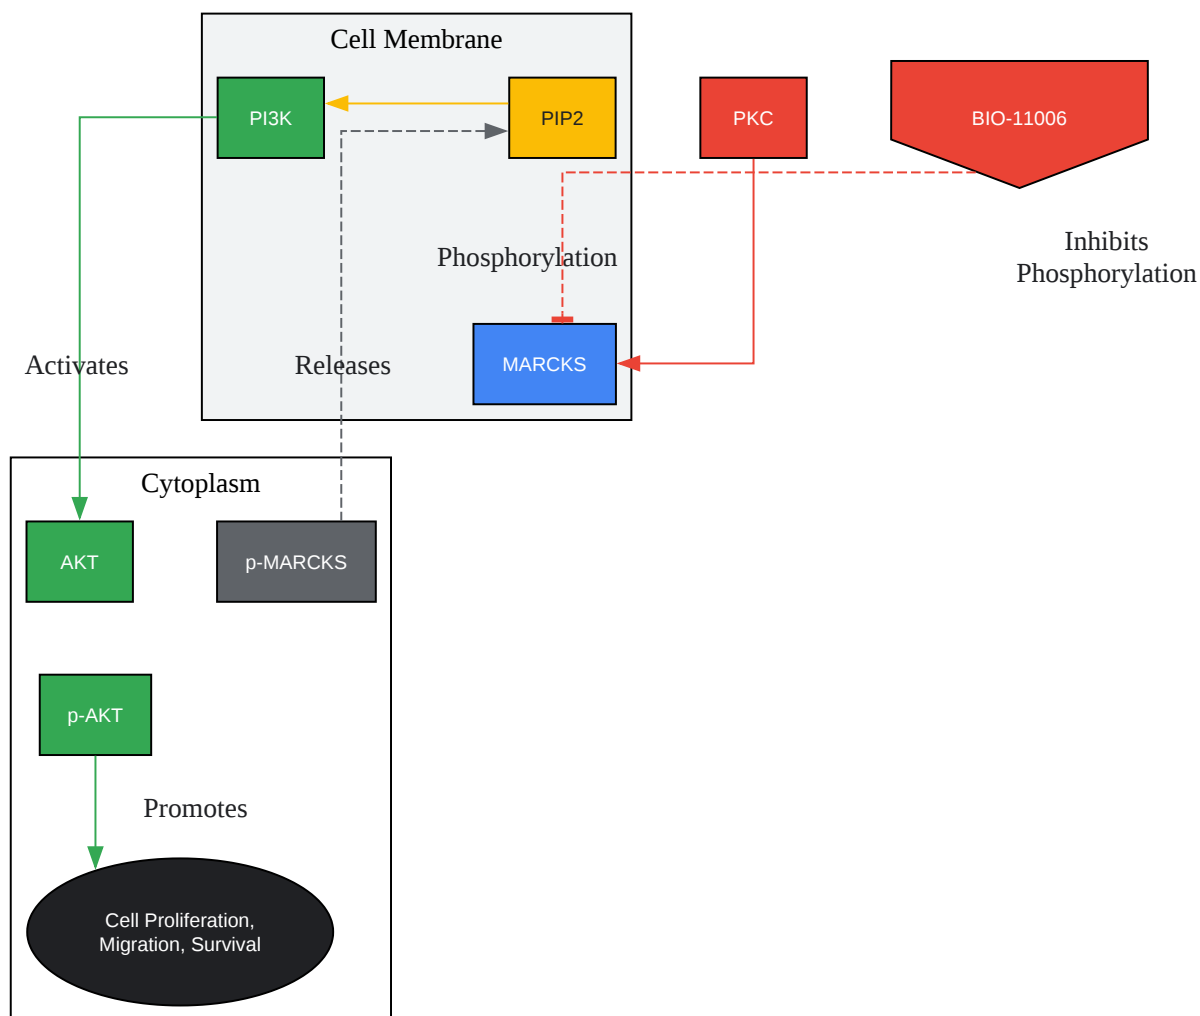 Cell Membrane
PI3K
PIP2
PKC
BIO-11006
Phosphorylation
Inhibits
Phosphorylation
MARCKS
Activates
Releases
Cytoplasm
AKT
p-MARCKS
p-AKT
Promotes
Cell Proliferation,
Migration, Survival